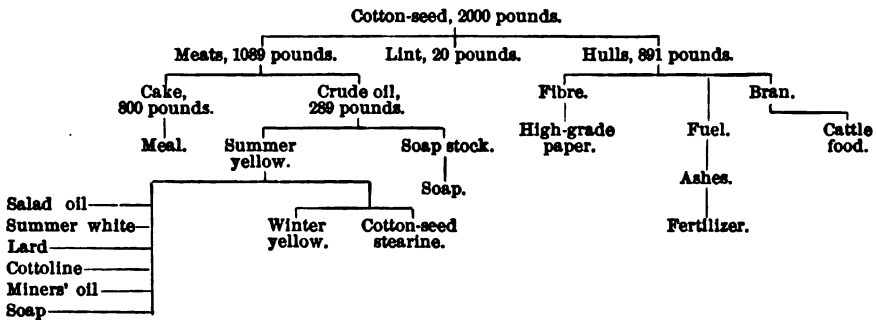 Cotton-seed, 2000 pounds.
Meats, 1089 pounds. Lint, 20 pounds. Hulls, 891 pounds.
Cake, Crude oil, Fibre. Bran.
800 pounds. 289 pounds.
High-grade Fuel. Cattle
paper. food.
Meal. Summer Soap stock.
yellow.
Soap. Ashes.
Salad oil
Summer white Winter Cotton-seed Fertilizer.
yellow. stearine.
Lard
Cottoline
Miners' oil
Soap